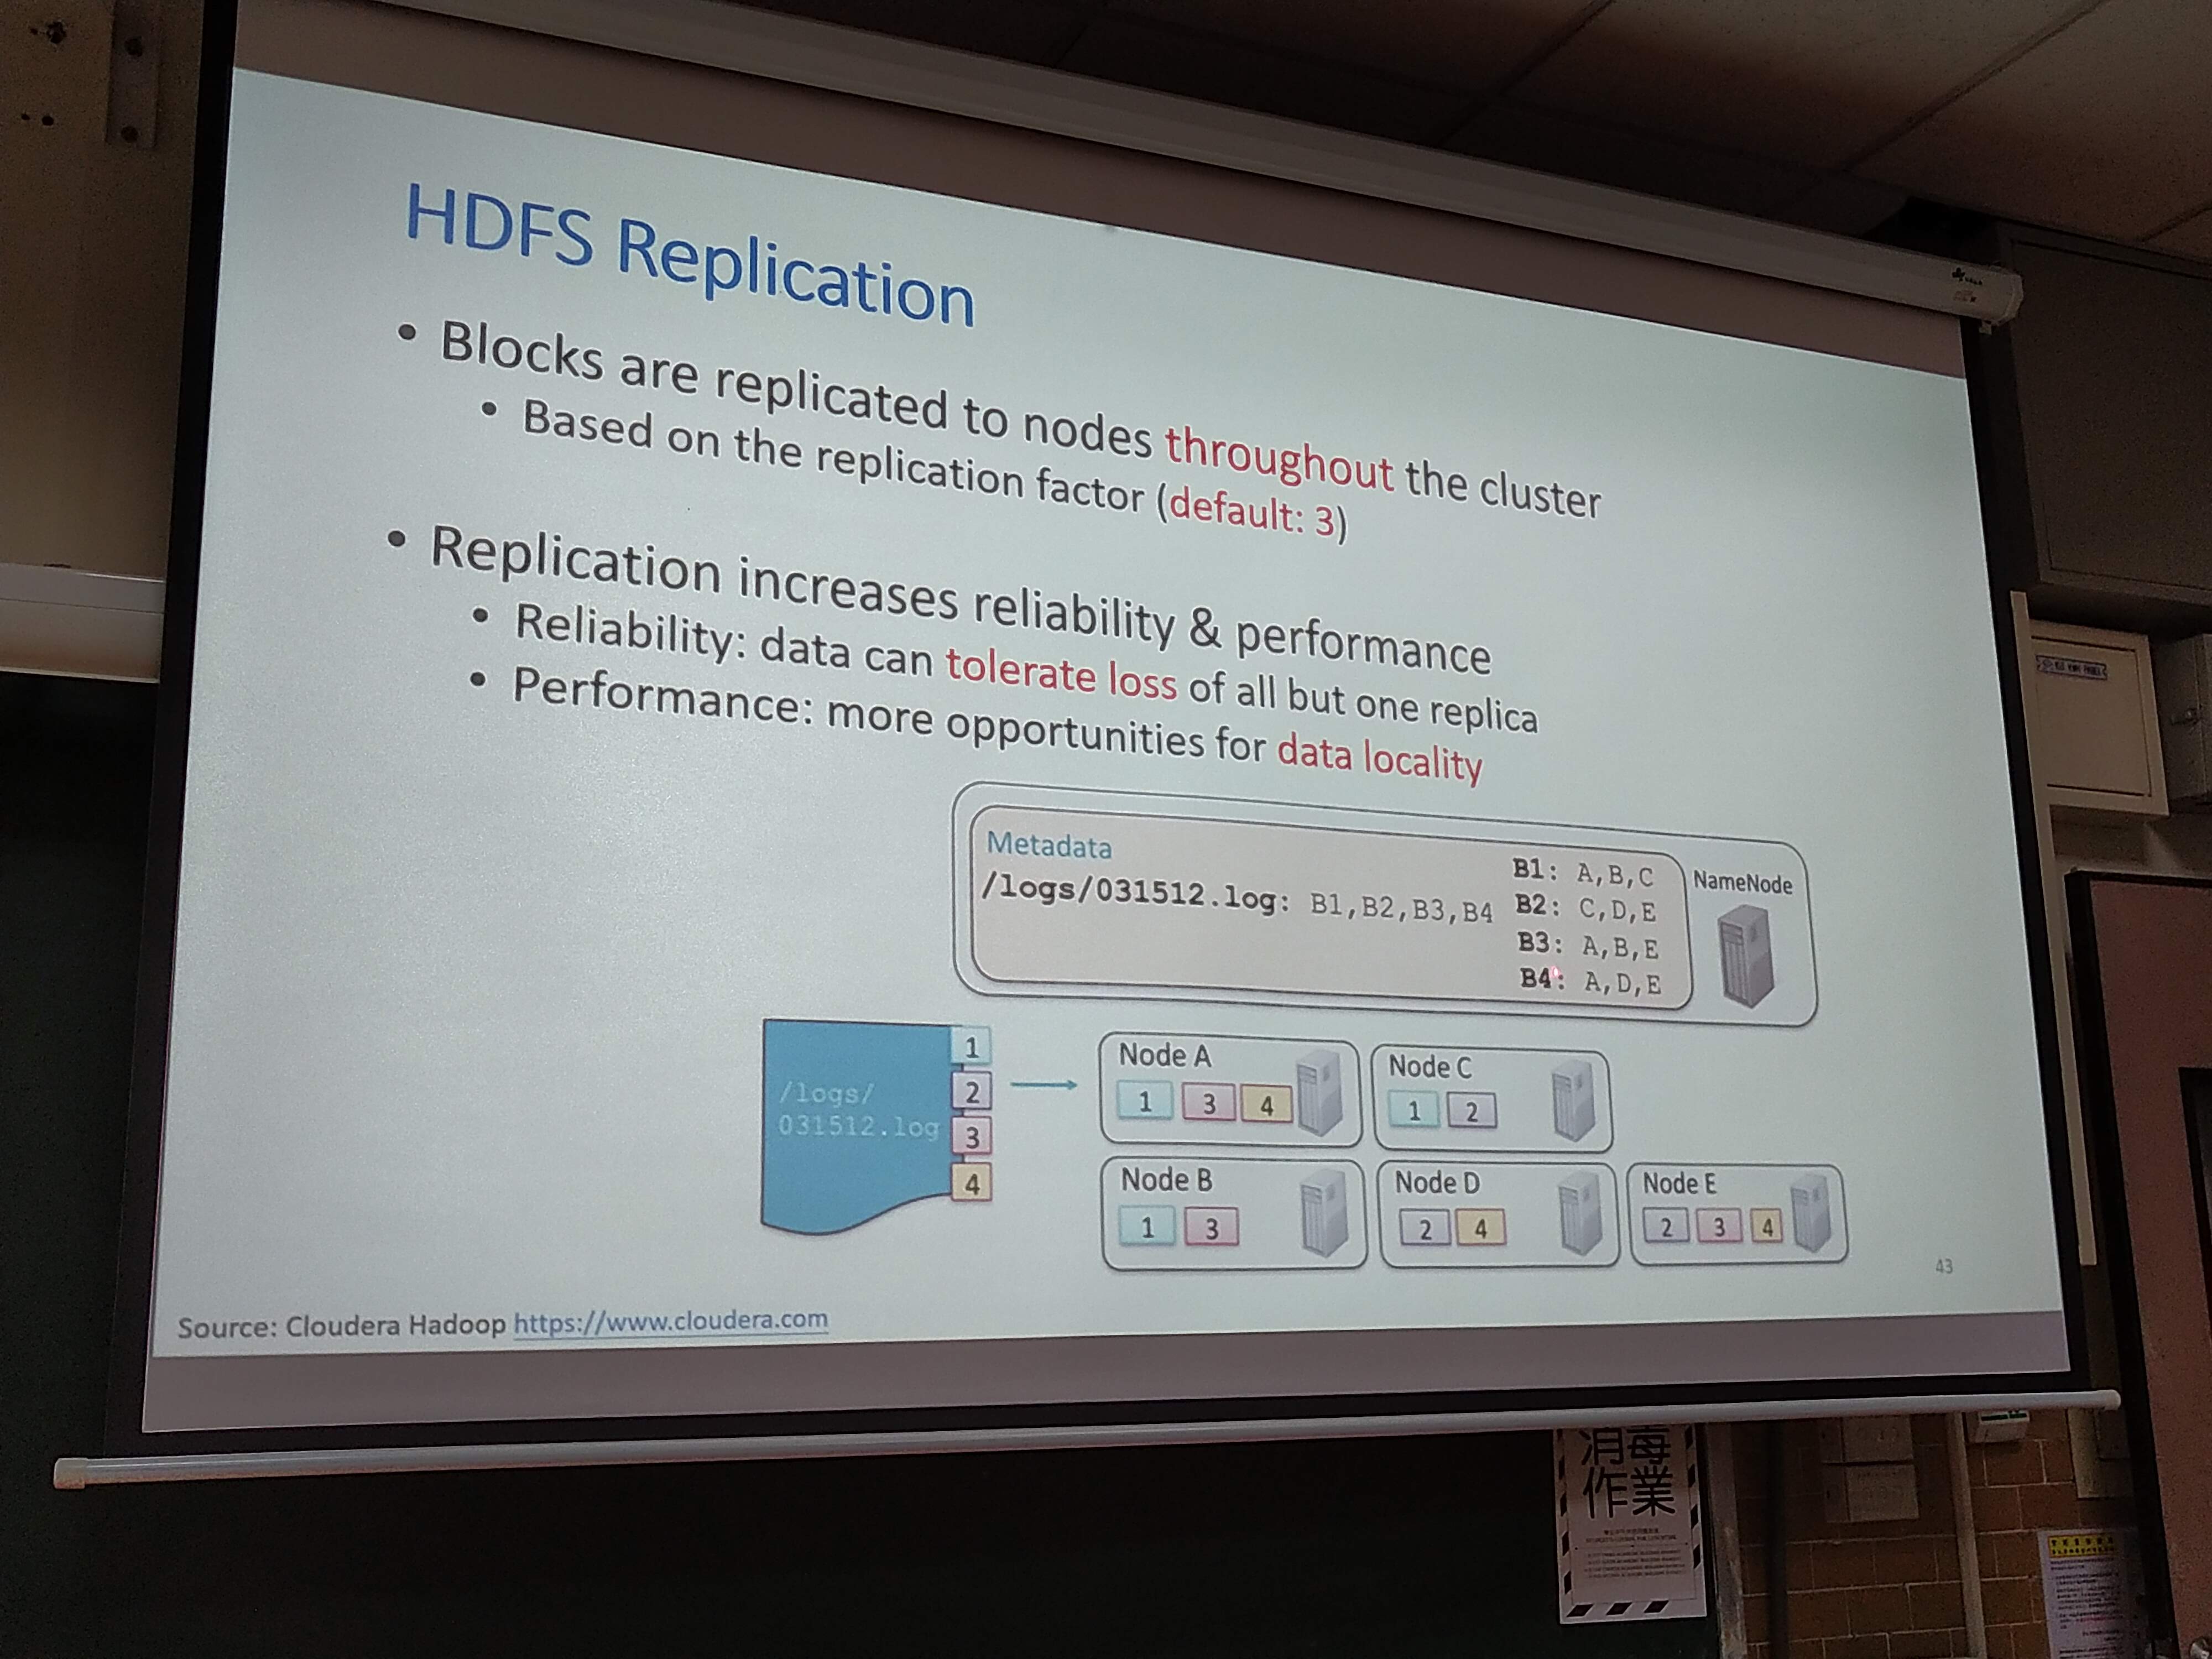 HDFS Replication
• Blocks are replicated to nodes throughout the cluster
• Based on the replication factor (default: 3)
• Replication increases reliability & performance
• Reliability: data can tolerate loss of all but one replica
• Performance: more opportunities for data locality
Metadata
/logs/031512.log: B1,B2,B3,B4
B1: A,B,C
B2: C,D,E
B3: A,B,E
B4: A,D,E
NameNode
/logs/
031512.log
1
2
3
4
Node A
1 3 4
Node C
1 2
Node B
1 3
Node D
2 4
Node E
2 3 4
43
Source: Cloudera Hadoop https://www.cloudera.com
消毒
作業